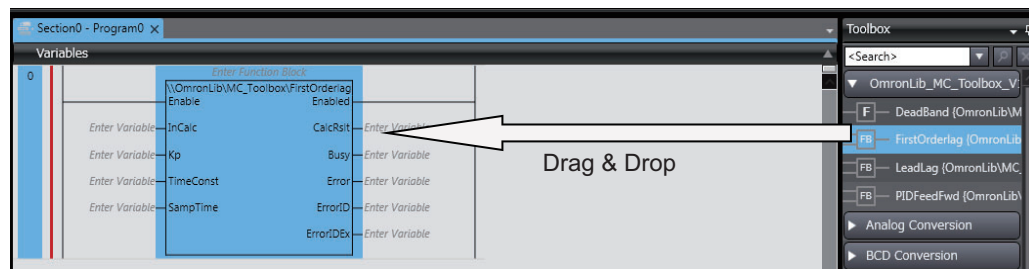 Section0 - Program0 ×
Variables
0
Enter Function Block
\\OmronLib\MC_Toolbox\FirstOrderlag
Enable Enabled
Enter Variable InCalc CalcRslt Enter Variable
Enter Variable Kp Busy Enter Variable
Enter Variable TimeConst Error Enter Variable
Enter Variable SampTime ErrorID Enter Variable
ErrorIDEx Enter Variable
Drag & Drop
Toolbox
<Search>
OmronLib_MC_Toolbox_V
F DeadBand {OmronLib\M
FB FirstOrderlag {OmronLib
FB LeadLag {OmronLib\MC_
FB PIDFeedFwd {OmronLib\
Analog Conversion
BCD Conversion